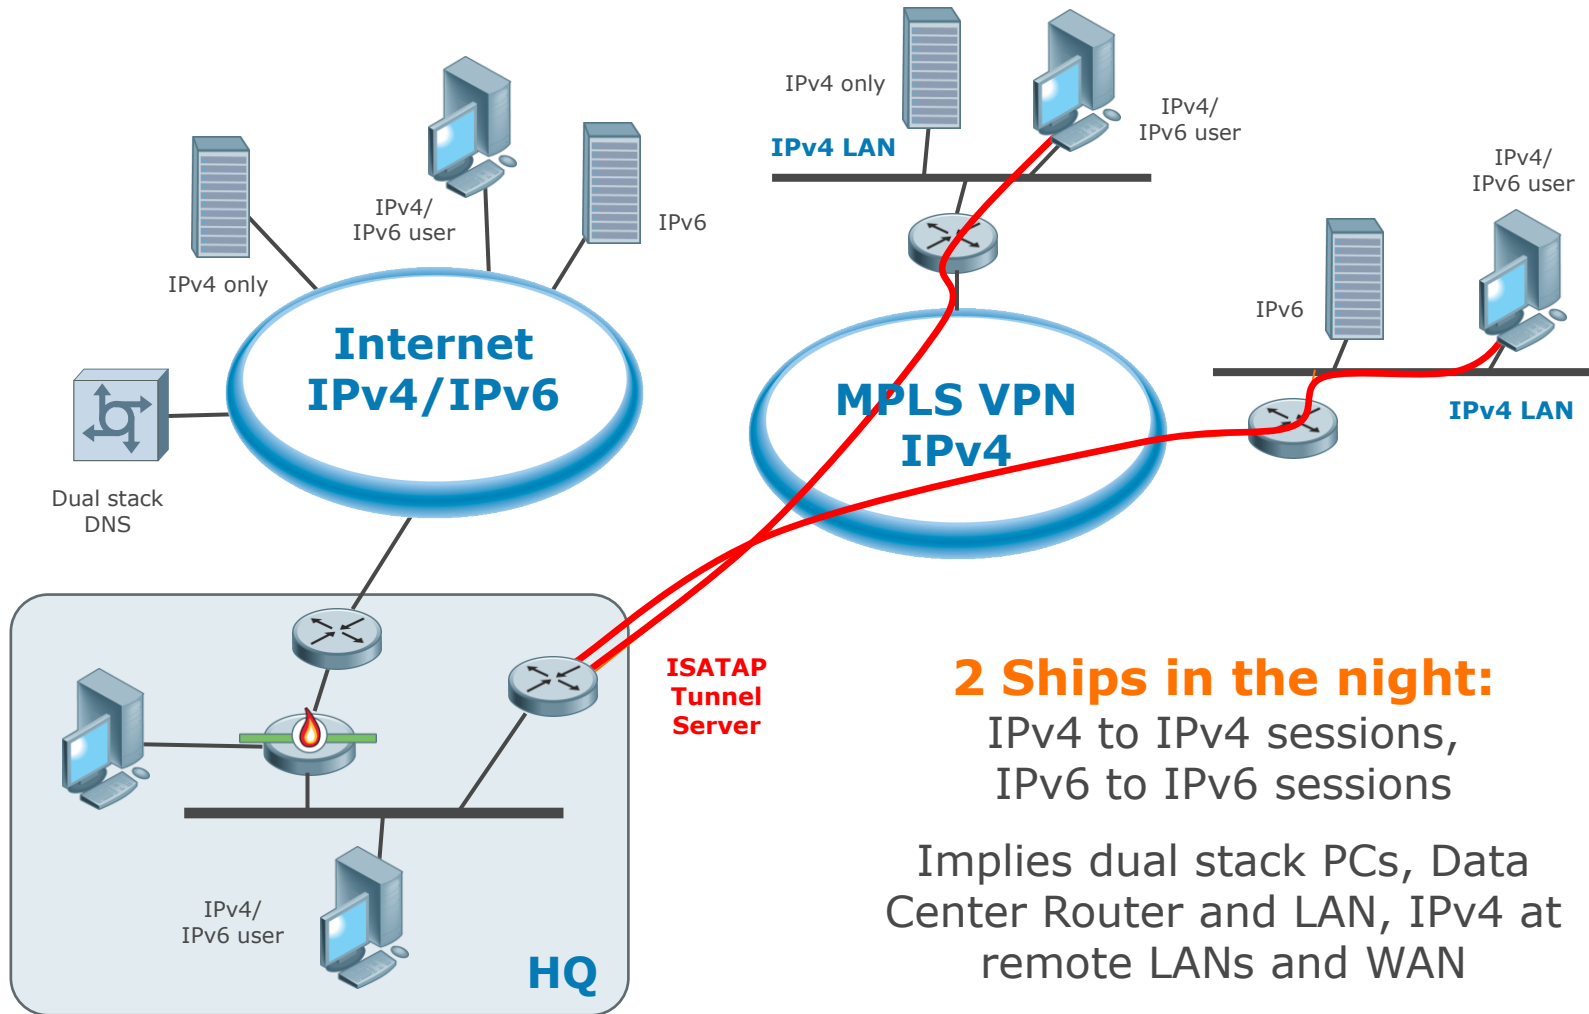 IPv4 only
IPv4/
IPv6 user
IPv4 LAN
IPv4/
IPv6 user
IPv4/
IPv6 user
IPv6
IPv4 only
IPv6
Internet
IPv4/IPv6
MPLS VPN
IPv4
IPv4 LAN
Dual stack
DNS
ISATAP
Tunnel
Server
2 Ships in the night:
IPv4 to IPv4 sessions,
IPv6 to IPv6 sessions
Implies dual stack PCs, Data
Center Router and LAN, IPv4 at
remote LANs and WAN
IPv4/
IPv6 user
HQ